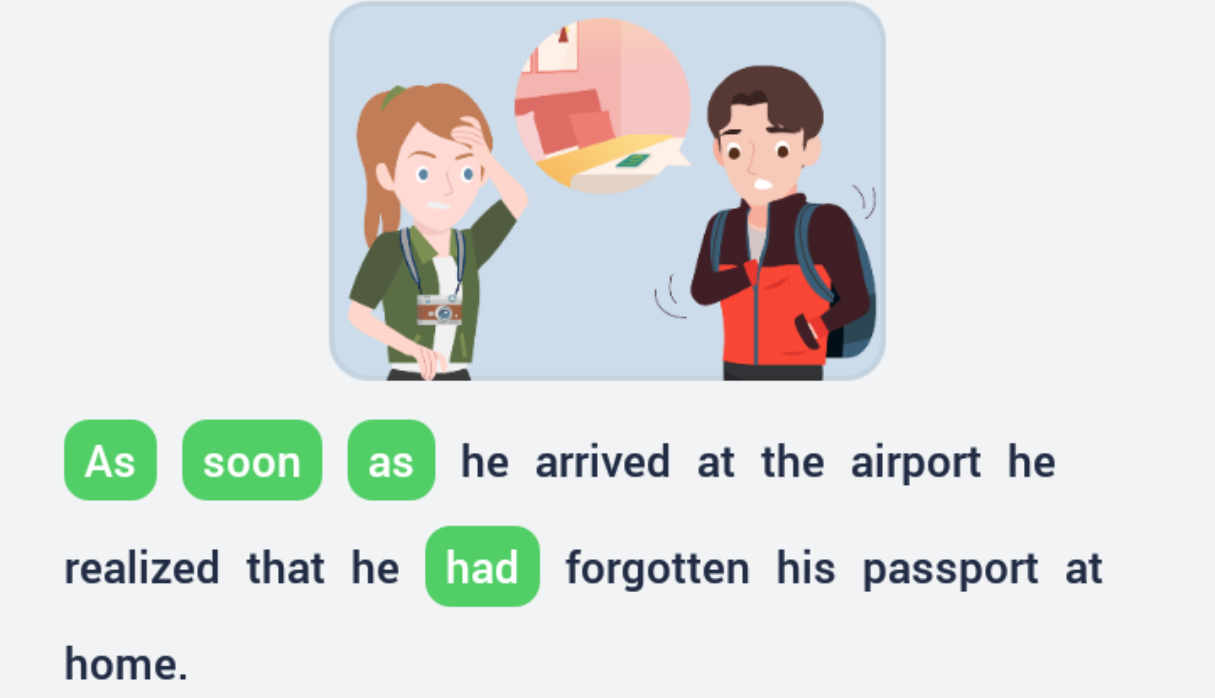 As soon as he arrived at the airport he
realized that he had forgotten his passport at
home.